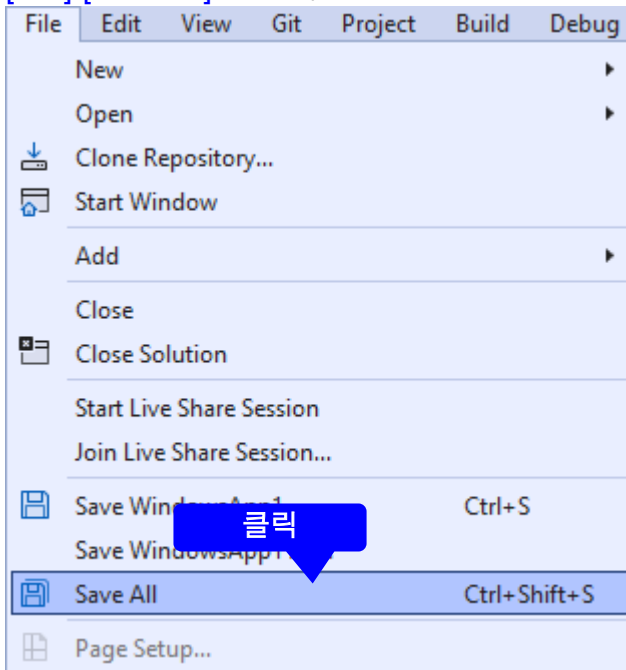 File Edit View Git Project Build Debug
New
Open
Clone Repository...
Start Window
Add
Close
Close Solution
Start Live Share Session
Join Live Share Session...
Save WindowsApp1 Ctrl+S
클릭
Save WindowsApp1
Save All Ctrl+Shift+S
Page Setup...